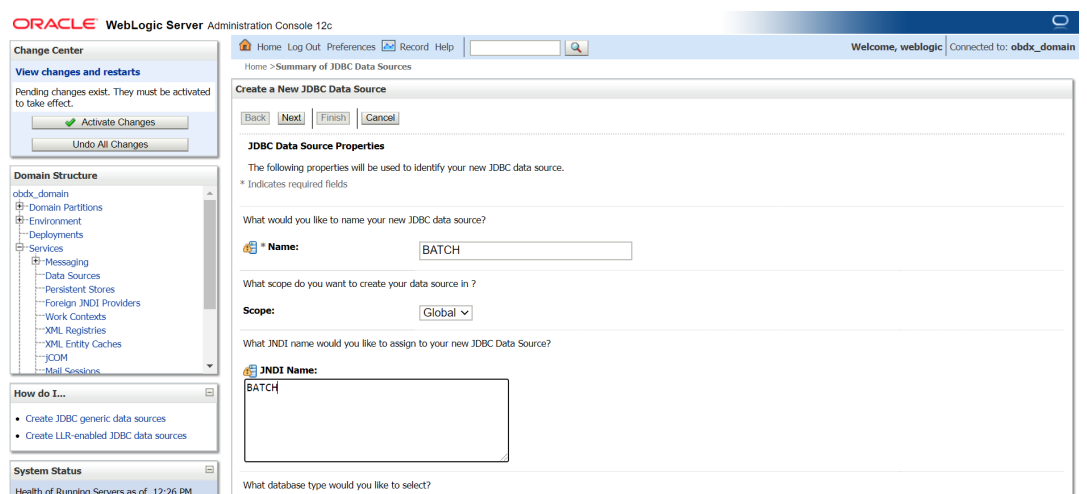 ORACLE WebLogic Server Administration Console 12c
Change Center
View changes and restarts
Pending changes exist. They must be activated
to take effect.
Activate Changes
Undo All Changes
Domain Structure
obdx_domain
Domain Partitions
Environment
Deployments
Services
Messaging
Data Sources
Persistent Stores
Foreign JNDI Providers
Work Contexts
XML Registries
XML Entity Caches
jCOM
Mail Sessions
How do I...
Create JDBC generic data sources
Create LLR-enabled JDBC data sources
System Status
Health of Running Servers as of 12:26 PM
Home Log Out Preferences Record Help
Welcome, weblogic Connected to: obdx_domain
Home >Summary of JDBC Data Sources
Create a New JDBC Data Source
Back Next Finish Cancel
JDBC Data Source Properties
The following properties will be used to identify your new JDBC data source.
* Indicates required fields
What would you like to name your new JDBC data source?
* Name: BATCH
What scope do you want to create your data source in ?
Scope: Global
What JNDI name would you like to assign to your new JDBC Data Source?
JNDI Name:
BATCH
What database type would you like to select?